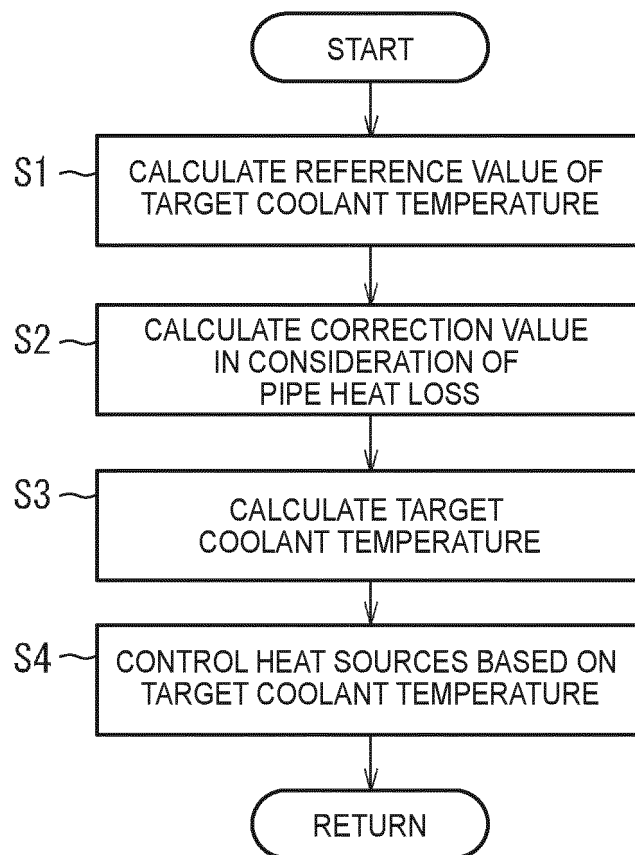 START
S1
CALCULATE REFERENCE VALUE OF
TARGET COOLANT TEMPERATURE
S2
CALCULATE CORRECTION VALUE
IN CONSIDERATION OF
PIPE HEAT LOSS
S3
CALCULATE TARGET
COOLANT TEMPERATURE
S4
CONTROL HEAT SOURCES BASED ON
TARGET COOLANT TEMPERATURE
RETURN